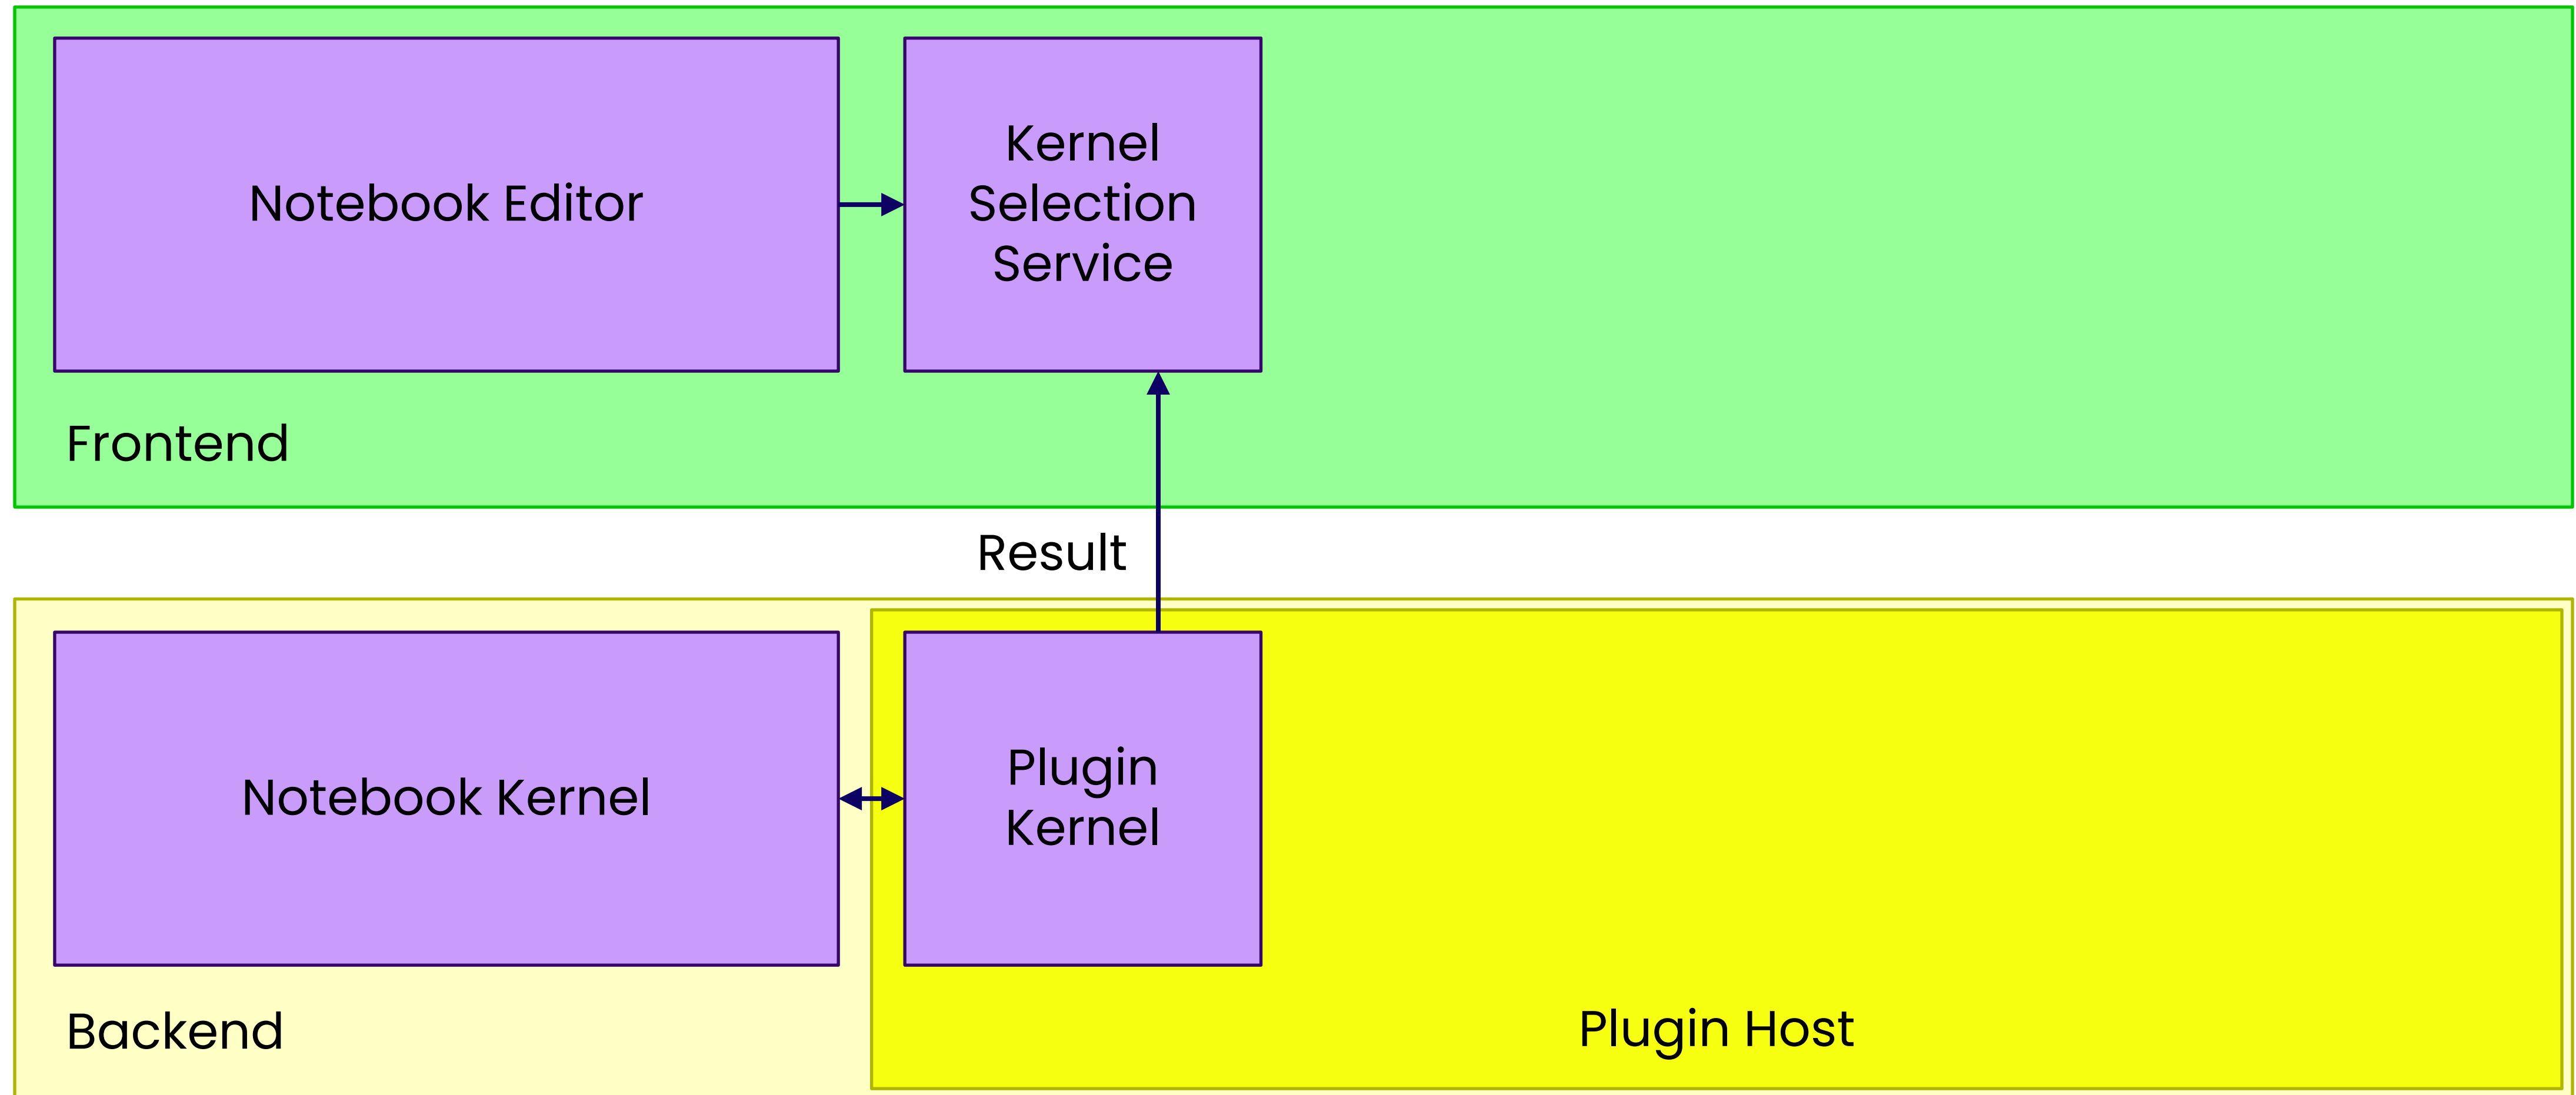 Notebook Editor
Kernel
Selection
Service
Frontend
Result
Notebook Kernel
Plugin
Kernel
Backend
Plugin Host